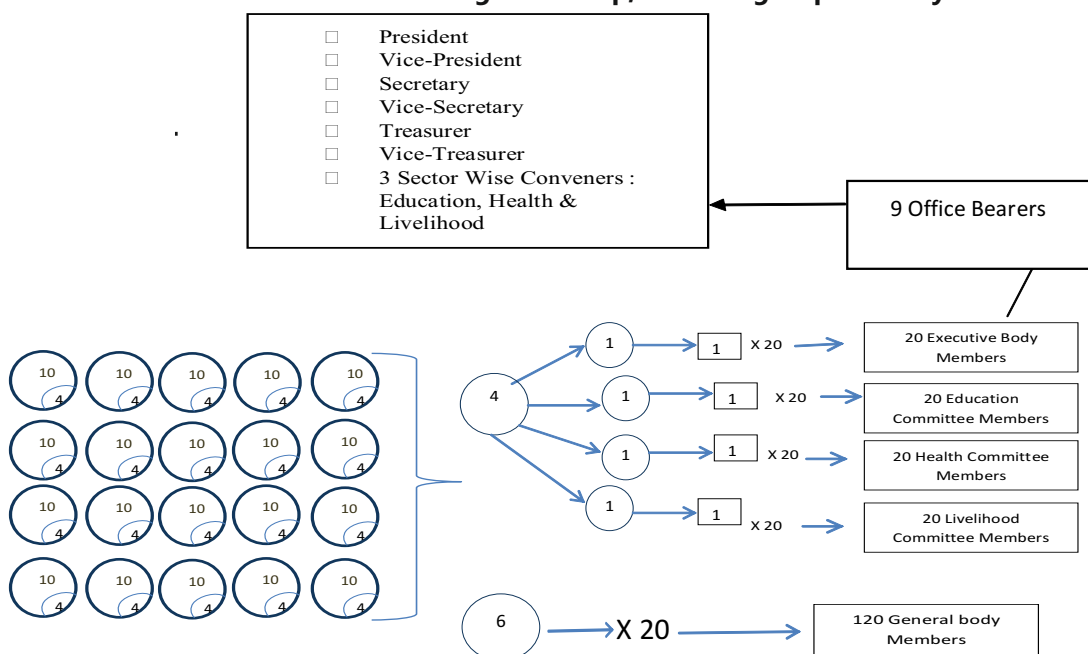 President
Vice-President
Secretary
Vice-Secretary
Treasurer
Vice-Treasurer
3 Sector Wise Conveners :
Education, Health &
Livelihood
9 Office Bearers
10 10 10 10 10
4 4 4 4 4
10 10 10 10 10
4 4 4 4 4
10 10 10 10 10
4 4 4 4 4
10 10 10 10 10
4 4 4 4 4
4
1 1 X 20
20 Executive Body
Members
1 1 X 20
20 Education
Committee Members
1 1 X 20
20 Health Committee
Members
1 1 X 20
20 Livelihood
Committee Members
6 X 20
120 General body
Members